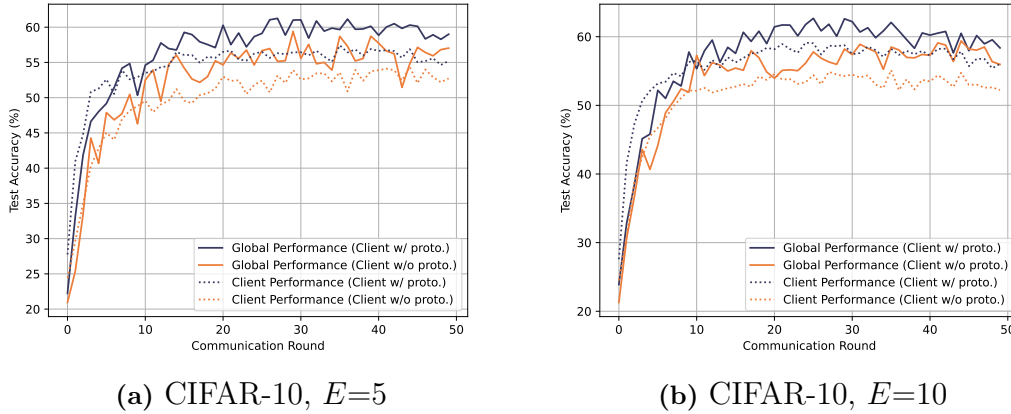 60
55
50
45
40
35
30
25
20
Test Accuracy (%)
0
10
20
30
40
50
Communication Round
Global Performance (Client w/ proto.)
Global Performance (Client w/o proto.)
Client Performance (Client w/ proto.)
Client Performance (Client w/o proto.)
(a) CIFAR-10, E=5
60
50
40
30
20
Test Accuracy (%)
0
10
20
30
40
50
Communication Round
Global Performance (Client w/ proto.)
Global Performance (Client w/o proto.)
Client Performance (Client w/ proto.)
Client Performance (Client w/o proto.)
(b) CIFAR-10, E=10